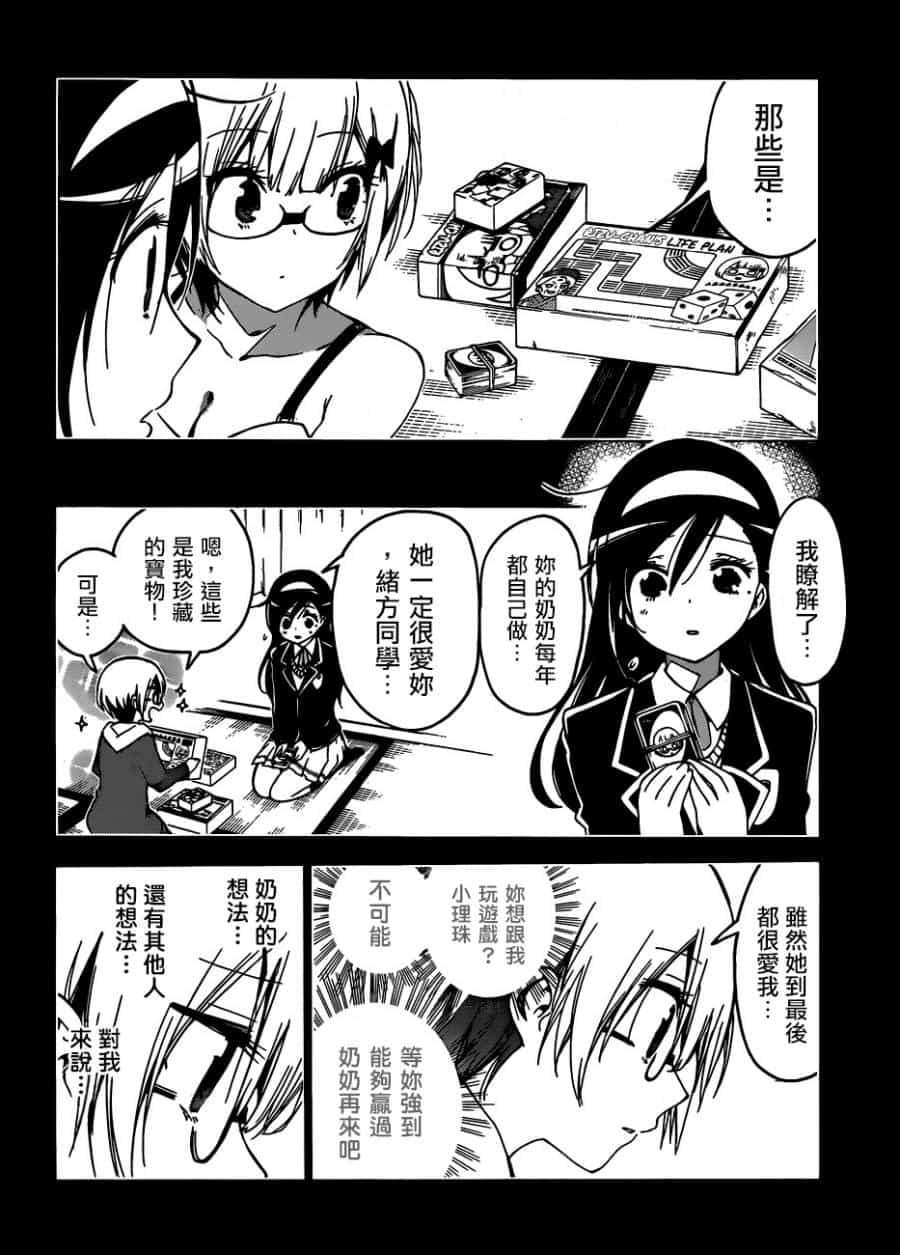 那些是…
RIZU-CHAN'S LIFE PLAN
我瞭解了…
妳的奶奶每年
都自己做…
她一定很愛妳
，緒方同學…
嗯，這些
是我珍藏
的寶物！
可是…
雖然她到最後
都很愛我…
妳想跟我
玩遊戲？
小理珠
不可能
等妳強到
能夠贏過
奶奶再來吧
奶奶的
想法…
還有其他人
的想法…
對我
來說…